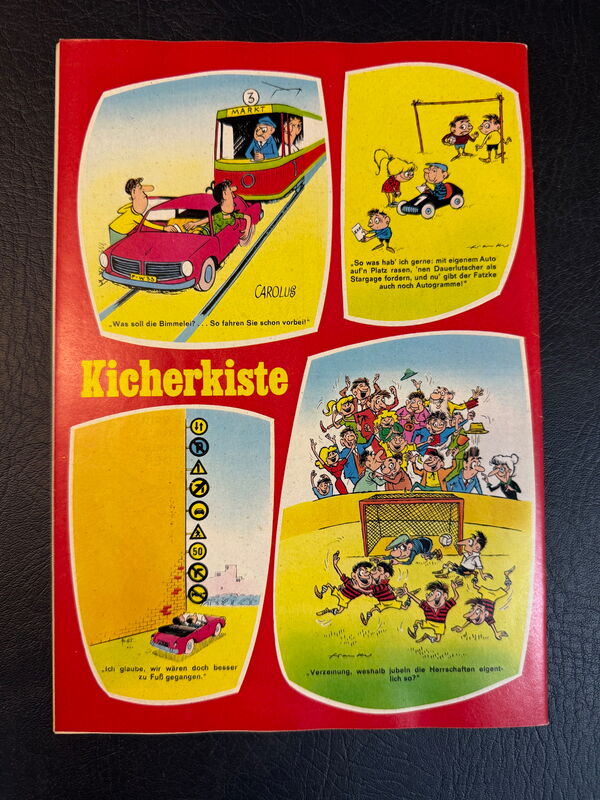 3
MARKT
CAROLUS
„Was soll die Bimmelei? . . . So fahren Sie schon vorbei!"
„So was hab' ich gerne: mit eigenem Auto
auf'n Platz rasen, 'nen Dauerlutscher als
Stargage fordern, und nu' gibt der Fatzke
auch noch Autogramme!"
Kicherkiste
50
„Ich glaube, wir wären doch besser
zu Fuß gegangen."
„Verzeihung, weshalb jubeln die Herrschaften eigent-
lich so?"